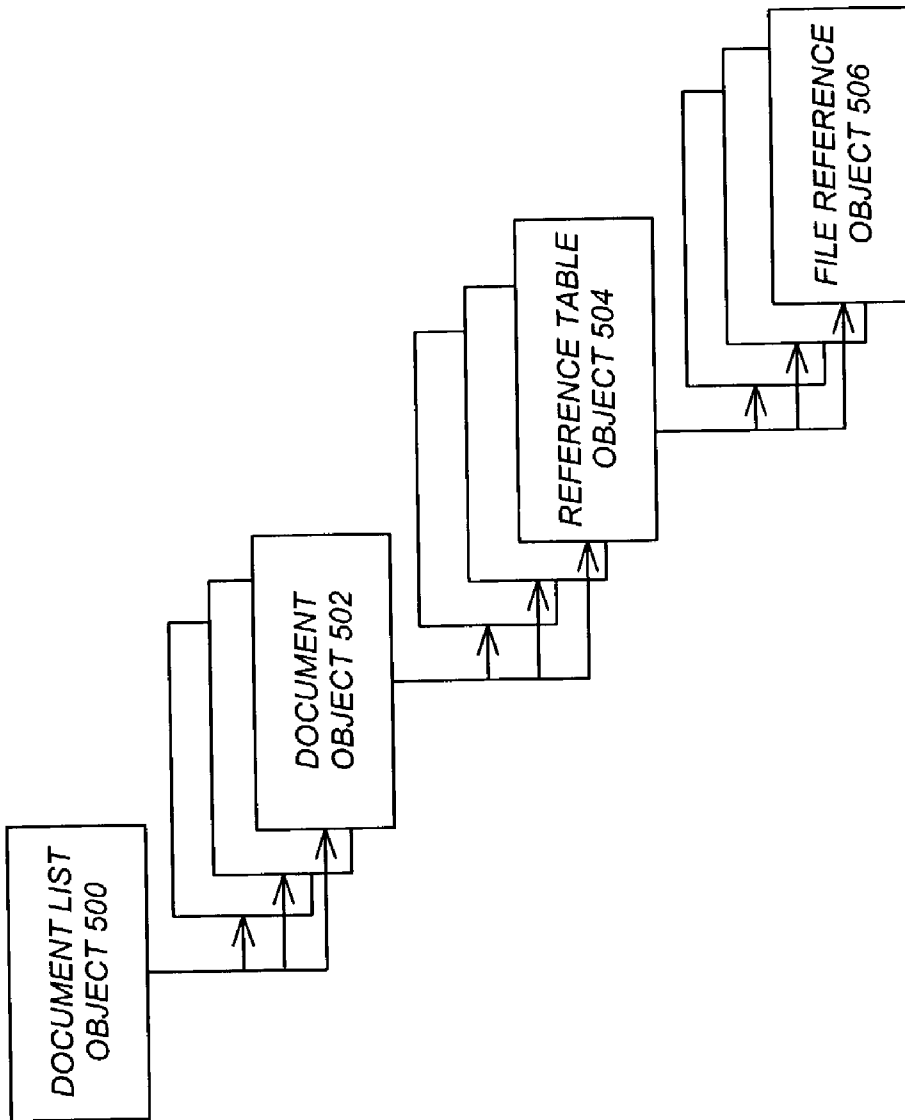 DOCUMENT LIST
OBJECT 500
DOCUMENT
OBJECT 502
REFERENCE TABLE
OBJECT 504
FILE REFERENCE
OBJECT 506